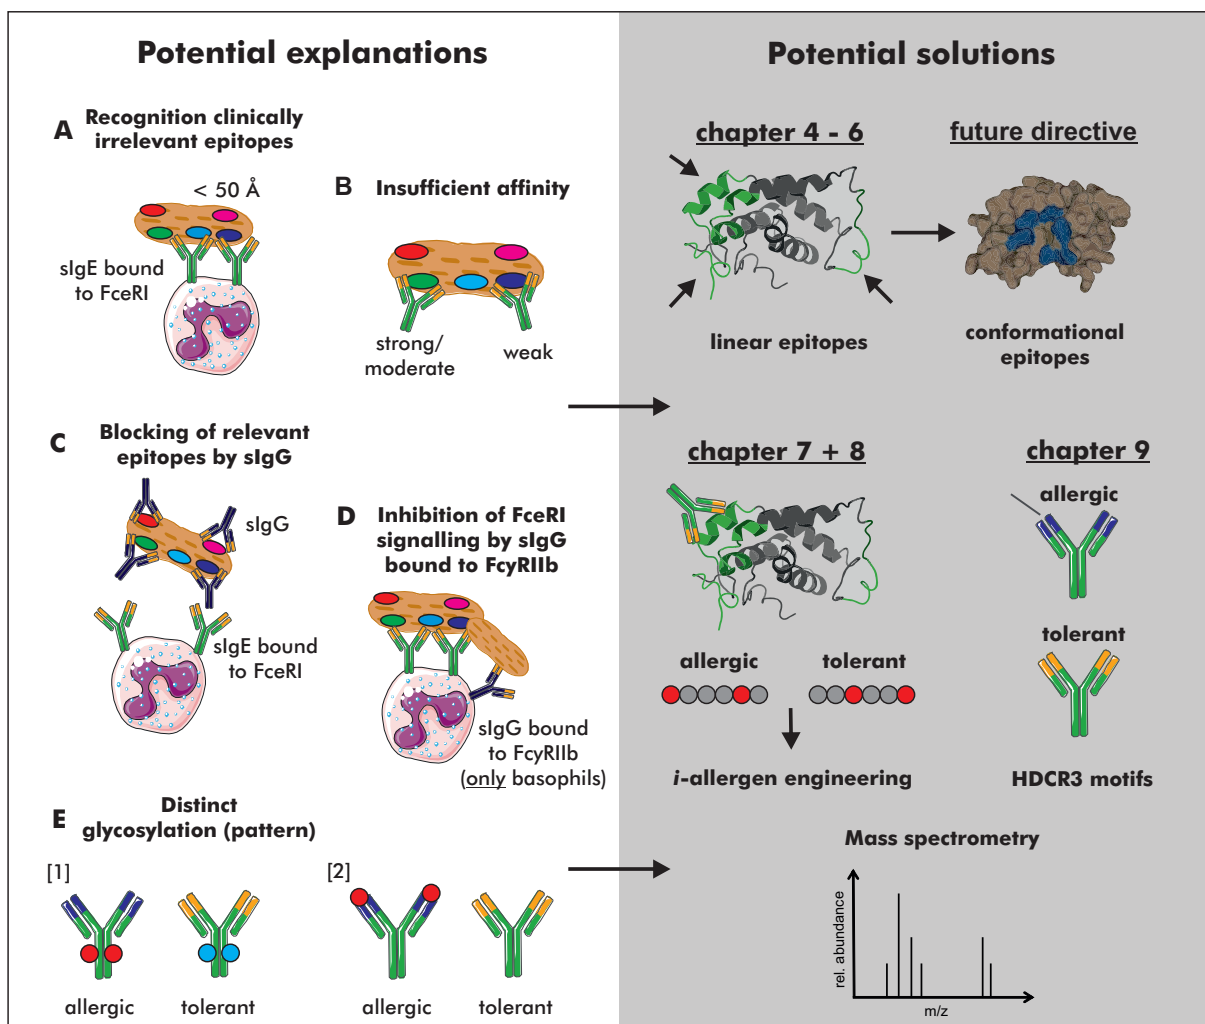 Potential explanations
A
Recognition clinically
irrelevant epitopes
< 50 Å
sIgE bound
to FceRI
B
Insufficient affinity
strong/
moderate
weak
C
Blocking of relevant
epitopes by sIgG
sIgG
sIgE bound
to FceRI
D
Inhibition of FceRI
signalling by sIgG
bound to FcyRIIb
sIgG bound
to FcyRIIb
(only basophils)
E
Distinct
glycosylation (pattern)
[1]
allergic
tolerant
[2]
allergic
tolerant
Potential solutions
chapter 4 - 6
linear epitopes
future directive
conformational
epitopes
chapter 7 + 8
allergic
tolerant
i-allergen engineering
chapter 9
allergic
tolerant
HDCR3 motifs
Mass spectrometry
rel. abundance
m/z